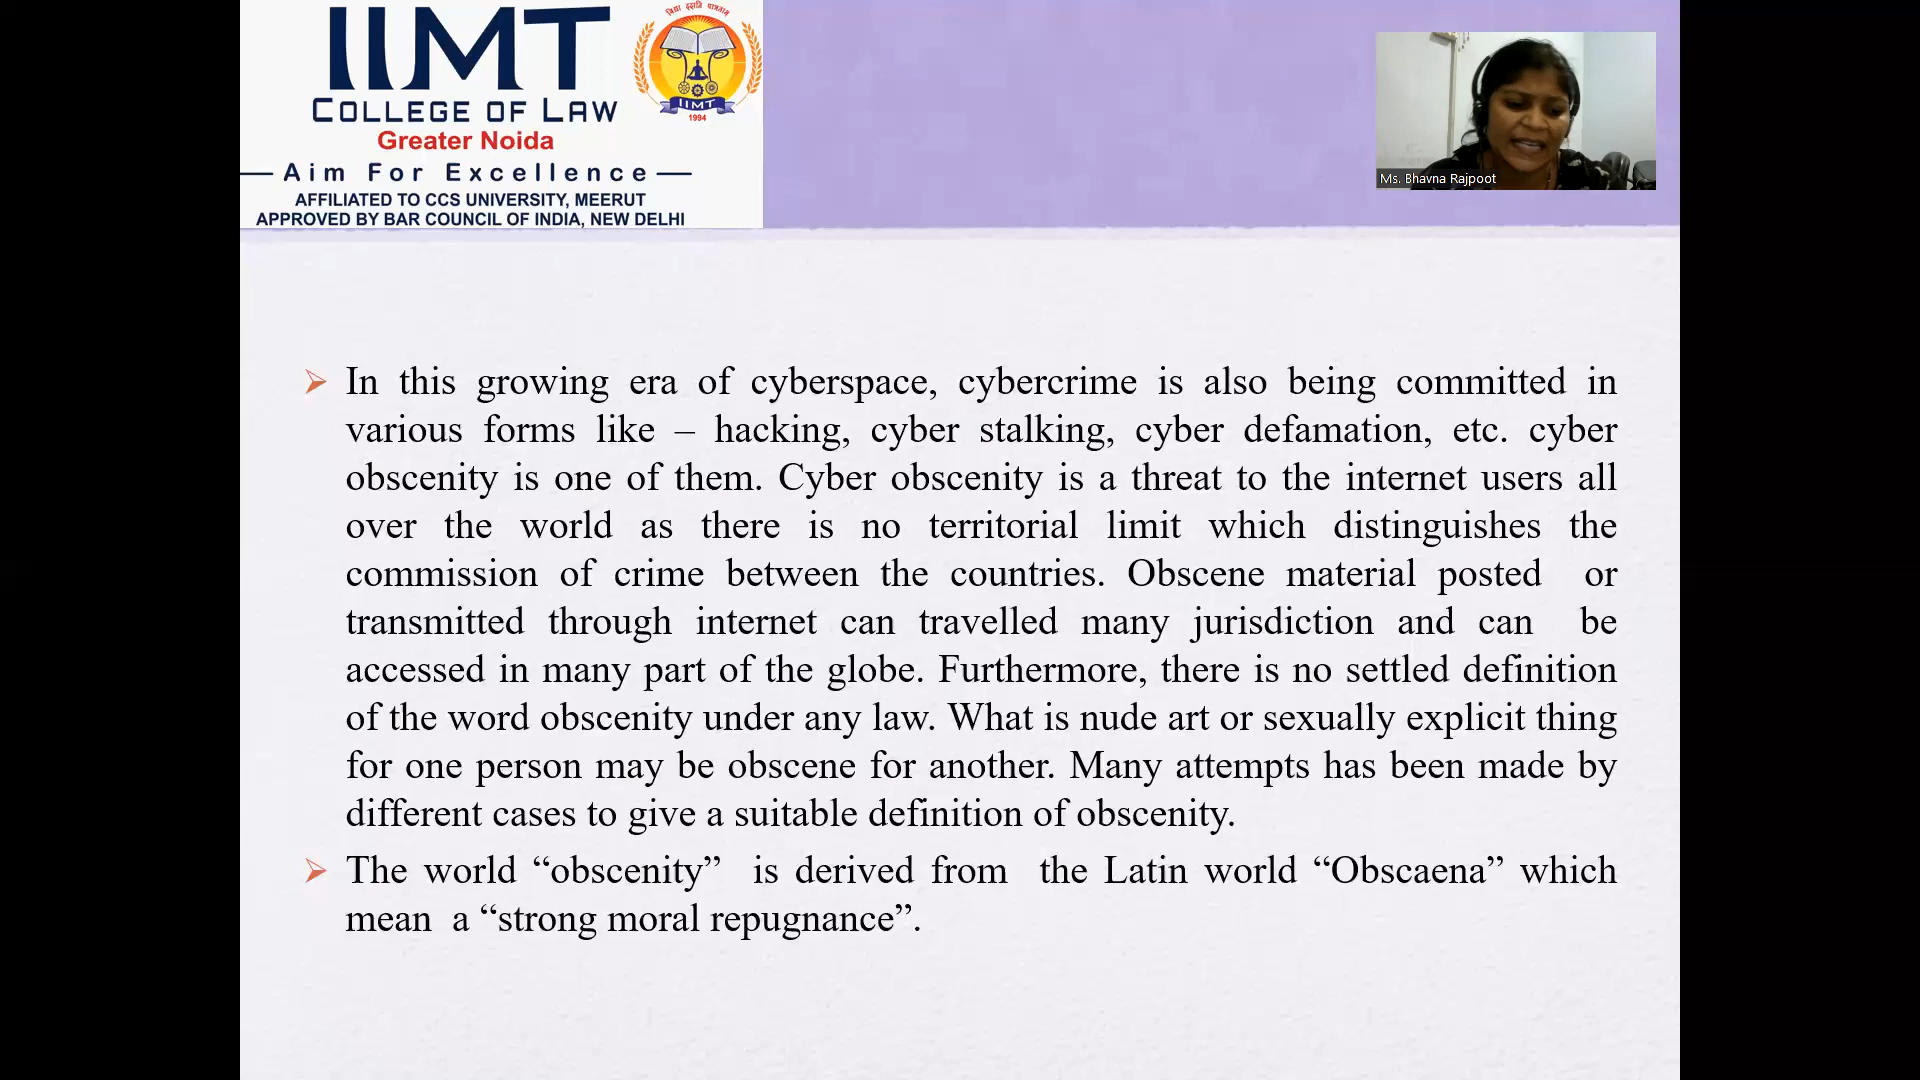 IIMT
COLLEGE OF LAW
Greater Noida
Aim For Excellence
AFFILIATED TO CCS UNIVERSITY, MEERUT
APPROVED BY BAR COUNCIL OF INDIA, NEW DELHI
IIMT
1994
Ms. Bhavna Rajpoot
In this growing era of cyberspace, cybercrime is also being committed in
various forms like – hacking, cyber stalking, cyber defamation, etc. cyber
obscenity is one of them. Cyber obscenity is a threat to the internet users all
over the world as there is no territorial limit which distinguishes the
commission of crime between the countries. Obscene material posted or
transmitted through internet can travelled many jurisdiction and can be
accessed in many part of the globe. Furthermore, there is no settled definition
of the word obscenity under any law. What is nude art or sexually explicit thing
for one person may be obscene for another. Many attempts has been made by
different cases to give a suitable definition of obscenity.
The world “obscenity” is derived from the Latin world “Obscaena” which
mean a “strong moral repugnance”.